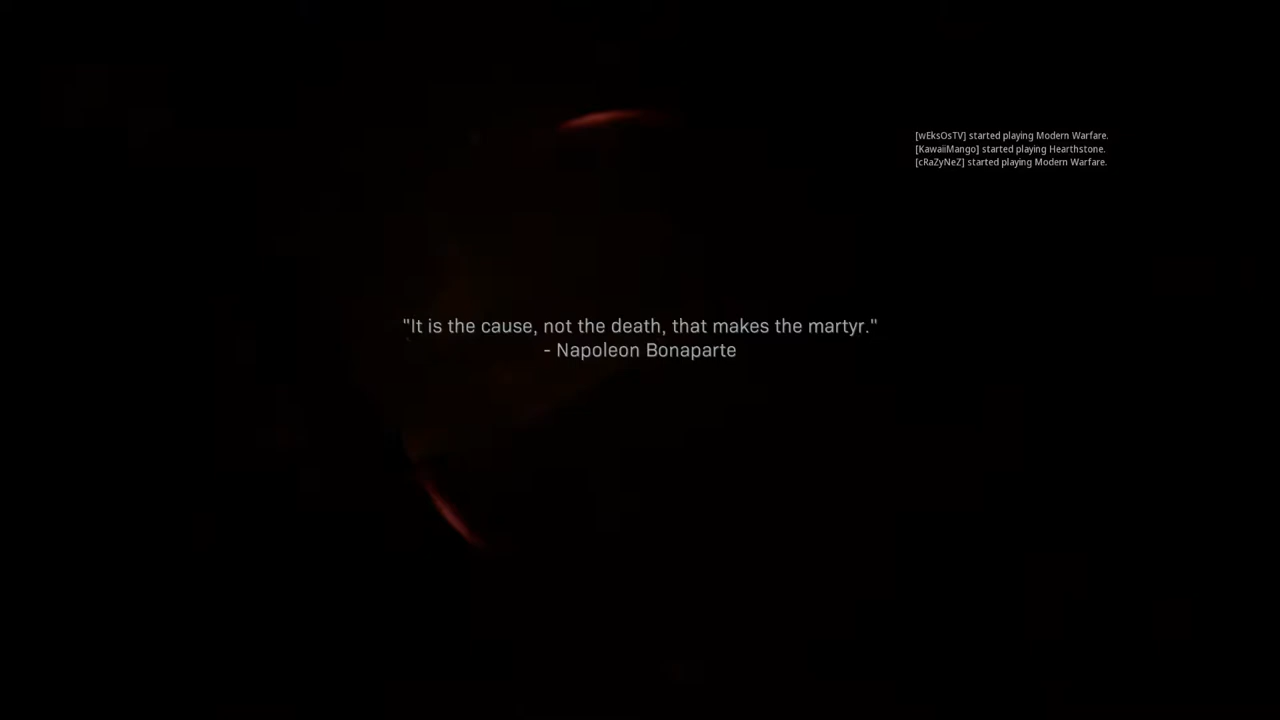 [wEksOsTV] started playing Modern Warfare.
[KawaiiMango] started playing Hearthstone.
[cRaZyNeZ] started playing Modern Warfare.
"It is the cause, not the death, that makes the martyr."
- Napoleon Bonaparte